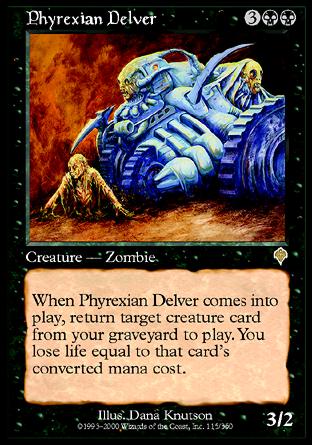 Phyrexian Delver 3
Creature — Zombie
When Phyrexian Delver comes into
play, return target creature card
from your graveyard to play. You
lose life equal to that card's
converted mana cost.
Illus. Dana Knutson
©1993–2000 Wizards of the Coast, Inc. 115/350
3/2